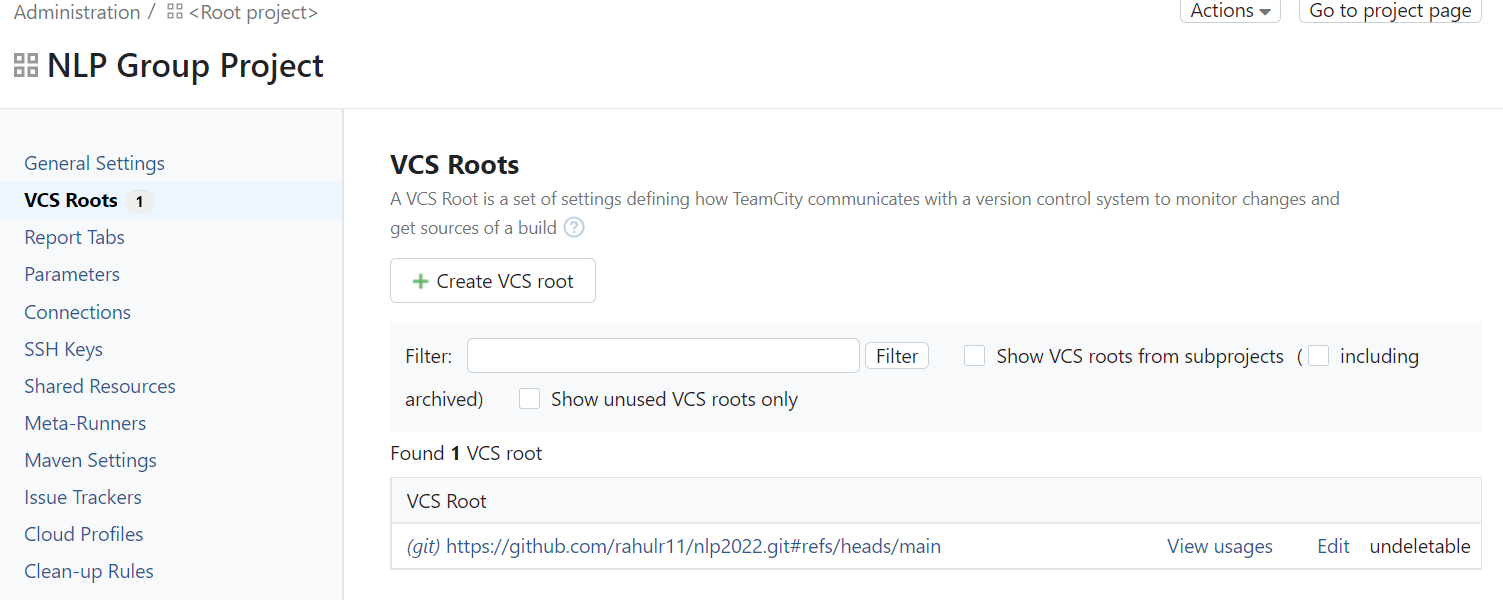 Administration / <Root project>
Actions
Go to project page
NLP Group Project
General Settings
VCS Roots 1
Report Tabs
Parameters
Connections
SSH Keys
Shared Resources
Meta-Runners
Maven Settings
Issue Trackers
Cloud Profiles
Clean-up Rules
VCS Roots
A VCS Root is a set of settings defining how TeamCity communicates with a version control system to monitor changes and
get sources of a build ?
+ Create VCS root
Filter: Filter Show VCS roots from subprojects ( including
archived) Show unused VCS roots only
Found 1 VCS root
VCS Root
(git) https://github.com/rahulr11/nlp2022.git#refs/heads/main View usages Edit undeletable